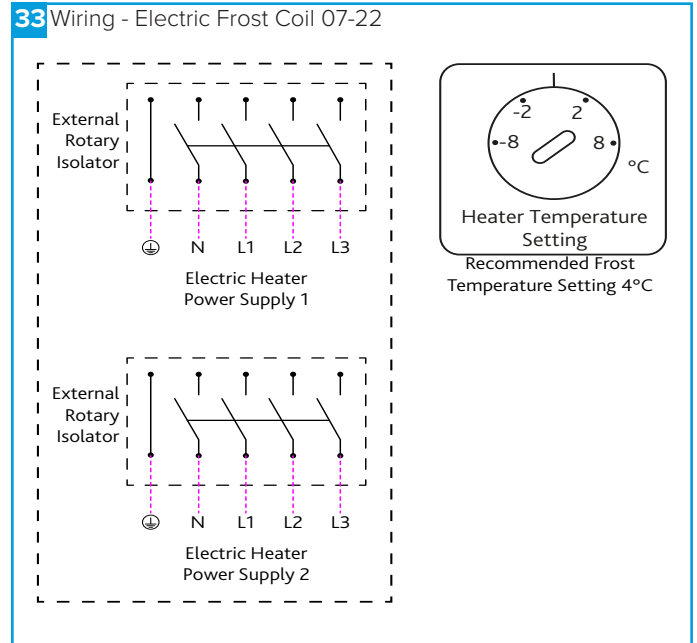 33 Wiring - Electric Frost Coil 07-22
External
Rotary
Isolator
N L1 L2 L3
Electric Heater
Power Supply 1
-2 2
-8 8
°C
Heater Temperature
Setting
Recommended Frost
Temperature Setting 4°C
External
Rotary
Isolator
N L1 L2 L3
Electric Heater
Power Supply 2